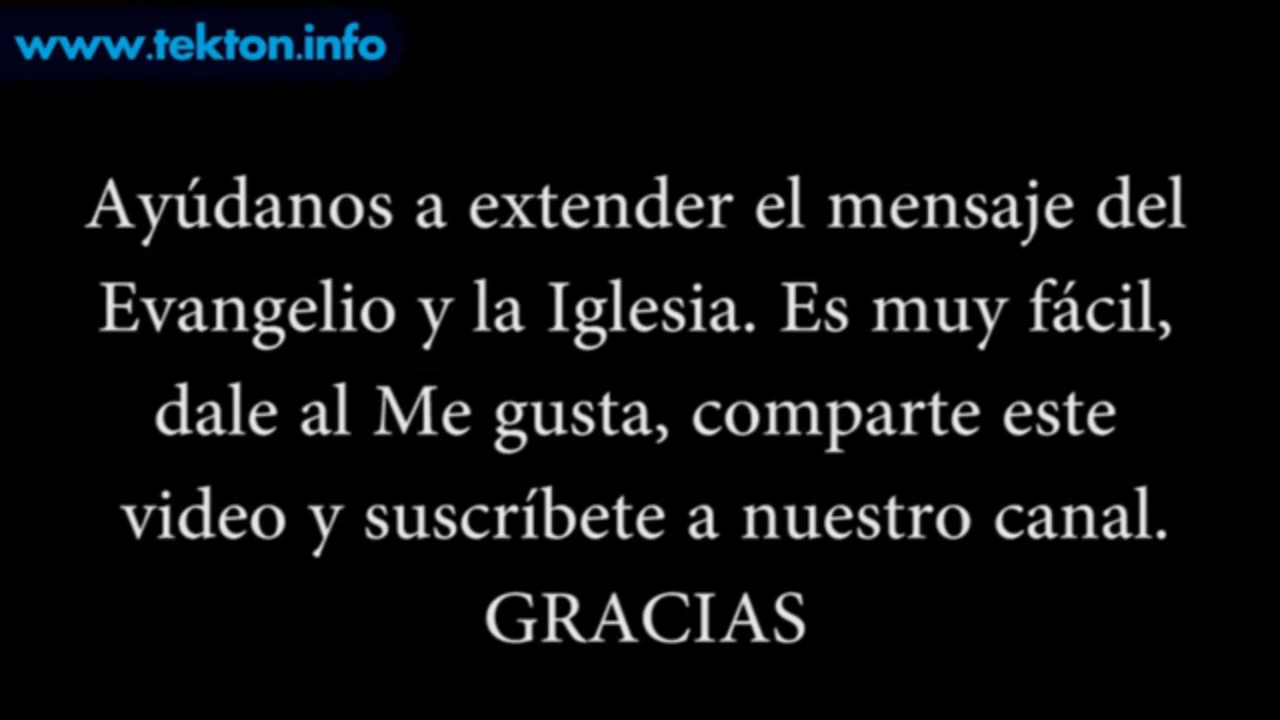 www.tekton.info
Ayúdanos a extender el mensaje del
Evangelio y la Iglesia. Es muy fácil,
dale al Me gusta, comparte este
video y suscríbete a nuestro canal.
GRACIAS